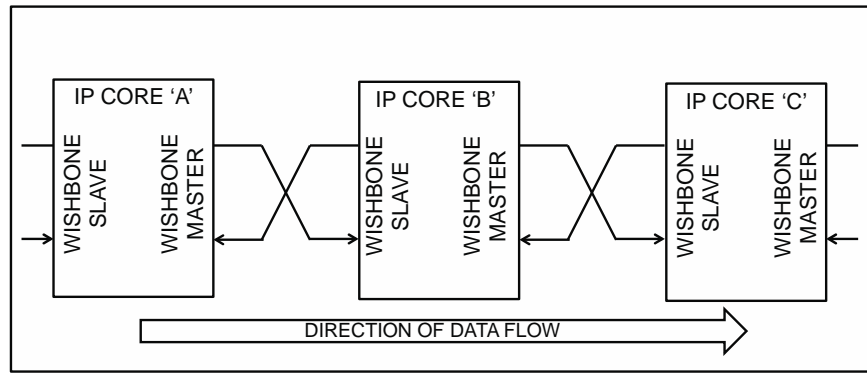 IP CORE ‘A’
WISHBONE
SLAVE
WISHBONE
MASTER
IP CORE ‘B’
WISHBONE
SLAVE
WISHBONE
MASTER
IP CORE ‘C’
WISHBONE
SLAVE
WISHBONE
MASTER
DIRECTION OF DATA FLOW